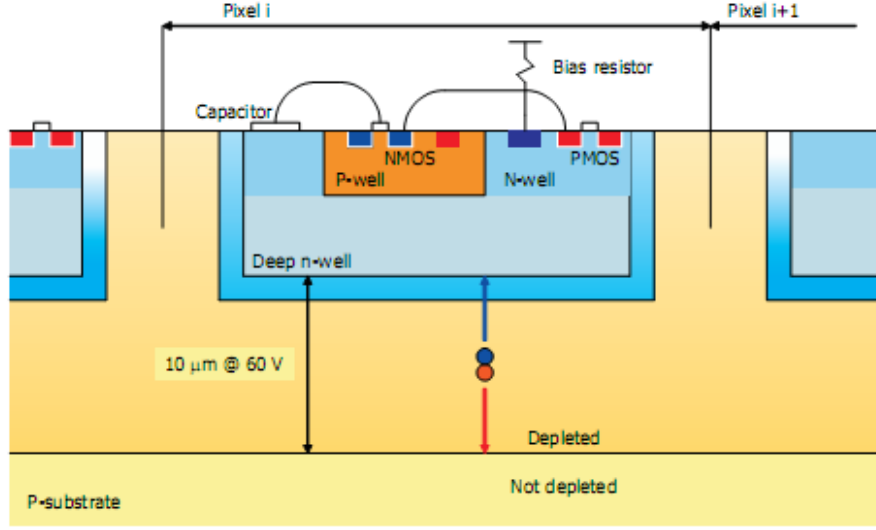 Pixel i
Pixel i+1
Bias resistor
Capacitor
NMOS
PMOS
P-well
N-well
Deep n-well
10 μm @ 60 V
Depleted
Not depleted
P-substrate